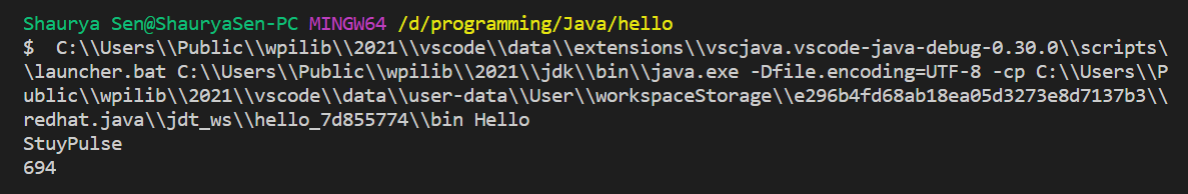 Shaurya Sen@ShauryaSen-PC MINGW64 /d/programming/Java/hello
$  C:\\Users\\Public\\wpilib\\2021\\vscode\\data\\extensions\\vscjava.vscode-java-debug-0.30.0\\scripts\
\launcher.bat C:\\Users\\Public\\wpilib\\2021\\jdk\\bin\\java.exe -Dfile.encoding=UTF-8 -cp C:\\Users\\P
ublic\\wpilib\\2021\\vscode\\data\\user-data\\User\\workspaceStorage\\e296b4fd68ab18ea05d3273e8d7137b3\\
redhat.java\\jdt_ws\\hello_7d855774\\bin Hello
StuyPulse
694